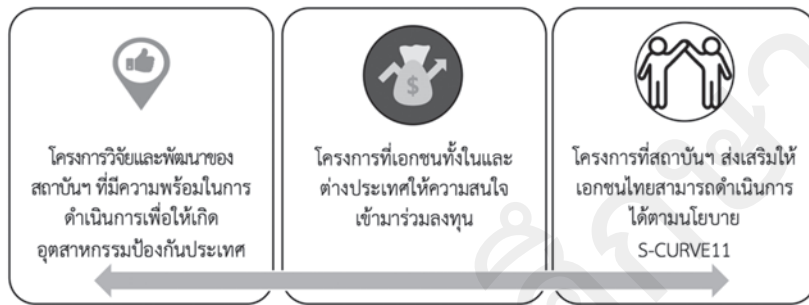 โครงการวิจัยและพัฒนาของ
สถาบันฯ ที่มีความพร้อมในการ
ดำเนินการเพื่อให้เกิด
อุตสาหกรรมป้องกันประเทศ
$
โครงการที่เอกชนทั้งในและ
ต่างประเทศให้ความสนใจ
เข้ามาร่วมลงทุน
โครงการที่สถาบันฯ ส่งเสริมให้
เอกชนไทยสามารถดำเนินการ
ได้ตามนโยบาย
S-CURVE11